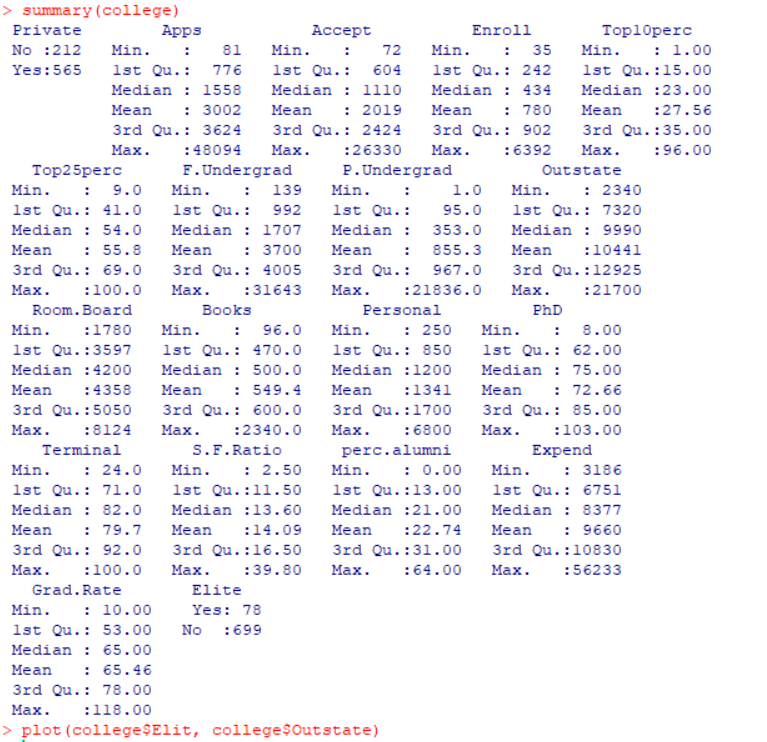 > summary(college)
 Private        Apps           Accept          Enroll       Top10perc    
 No :212   Min.   :   81   Min.   :   72   Min.   :  35   Min.   : 1.00  
 Yes:565   1st Qu.:  776   1st Qu.:  604   1st Qu.: 242   1st Qu.:15.00  
           Median : 1558   Median : 1110   Median : 434   Median :23.00  
           Mean   : 3002   Mean   : 2019   Mean   : 780   Mean   :27.56  
           3rd Qu.: 3624   3rd Qu.: 2424   3rd Qu.: 902   3rd Qu.:35.00  
           Max.   :48094   Max.   :26330   Max.   :6392   Max.   :96.00  
   Top25perc      F.Undergrad     P.Undergrad         Outstate    
 Min.   :  9.0   Min.   :  139   Min.   :    1.0   Min.   : 2340  
 1st Qu.: 41.0   1st Qu.:  992   1st Qu.:   95.0   1st Qu.: 7320  
 Median : 54.0   Median : 1707   Median :  353.0   Median : 9990  
 Mean   : 55.8   Mean   : 3700   Mean   :  855.3   Mean   :10441  
 3rd Qu.: 69.0   3rd Qu.: 4005   3rd Qu.:  967.0   3rd Qu.:12925  
 Max.   :100.0   Max.   :31643   Max.   :21836.0   Max.   :21700  
   Room.Board       Books           Personal         PhD        
 Min.   :1780   Min.   :  96.0   Min.   : 250   Min.   :  8.00  
 1st Qu.:3597   1st Qu.: 470.0   1st Qu.: 850   1st Qu.: 62.00  
 Median :4200   Median : 500.0   Median :1200   Median : 75.00  
 Mean   :4358   Mean   : 549.4   Mean   :1341   Mean   : 72.66  
 3rd Qu.:5050   3rd Qu.: 600.0   3rd Qu.:1700   3rd Qu.: 85.00  
 Max.   :8124   Max.   :2340.0   Max.   :6800   Max.   :103.00  
    Terminal       S.F.Ratio      perc.alumni        Expend     
 Min.   : 24.0   Min.   : 2.50   Min.   : 0.00   Min.   : 3186  
 1st Qu.: 71.0   1st Qu.:11.50   1st Qu.:13.00   1st Qu.: 6751  
 Median : 82.0   Median :13.60   Median :21.00   Median : 8377  
 Mean   : 79.7   Mean   :14.09   Mean   :22.74   Mean   : 9660  
 3rd Qu.: 92.0   3rd Qu.:16.50   3rd Qu.:31.00   3rd Qu.:10830  
 Max.   :100.0   Max.   :39.80   Max.   :64.00   Max.   :56233  
   Grad.Rate       Elite    
 Min.   : 10.00    Yes: 78  
 1st Qu.: 53.00   No  :699  
 Median : 65.00             
 Mean   : 65.46             
 3rd Qu.: 78.00             
 Max.   :118.00             
> plot(college$Elit, college$Outstate)